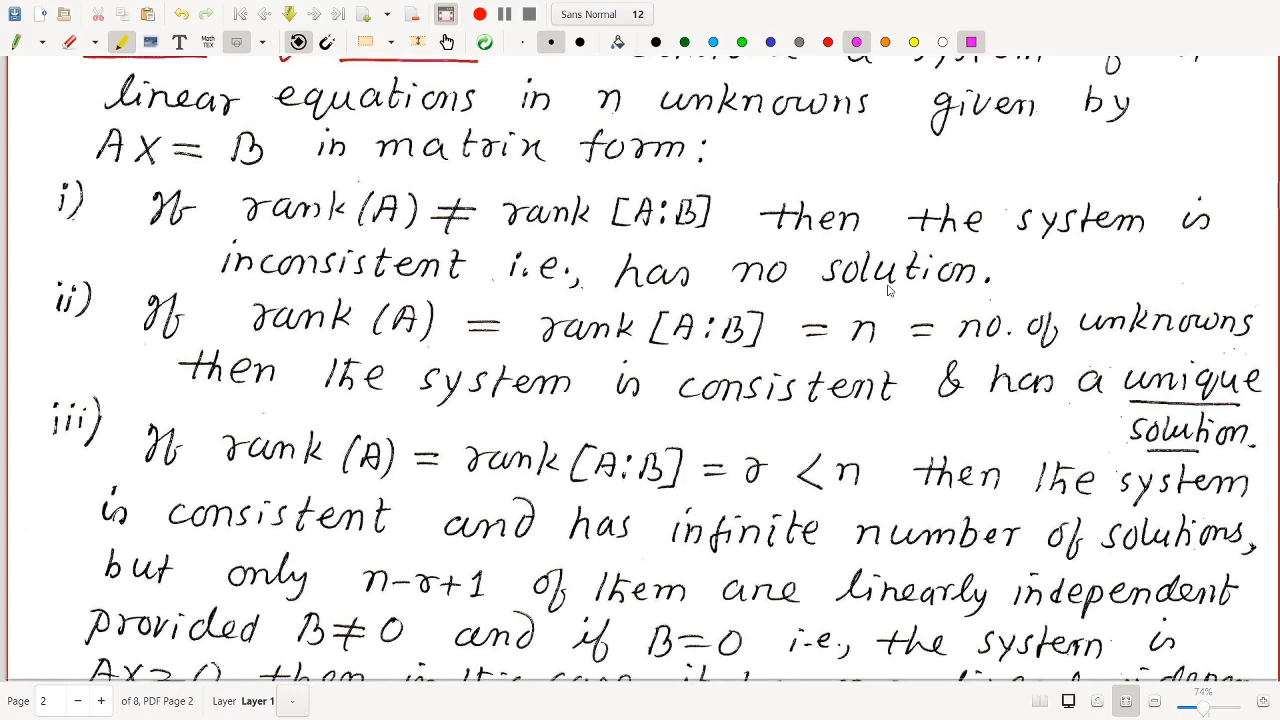 Sans Normal 12
linear equations in n unknowns given by
AX = B in matrix form:
i) If rank (A) ≠ rank [A:B] then the system is
inconsistent i.e., has no solution.
ii) If rank (A) = rank [A:B] = n = no. of unknowns
then the system is consistent & has a unique
solution.
iii) If rank (A) = rank [A:B] = r < n then the system
is consistent and has infinite number of solutions,
but only n-r+1 of them are linearly independent
provided B≠0 and if B=0 i.e., the system is
Page 2 of 8, PDF Page 2 Layer Layer 1 74%